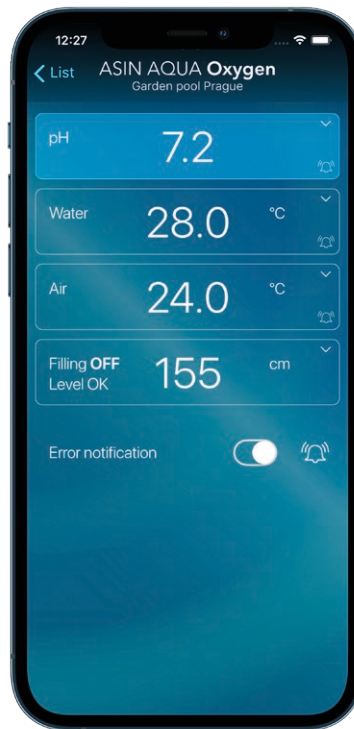 12:27
List
ASIN AQUA Oxygen
Garden pool Prague
pH
7.2
Water
28.0
°C
Air
24.0
°C
Filling OFF
Level OK
155
cm
Error notification